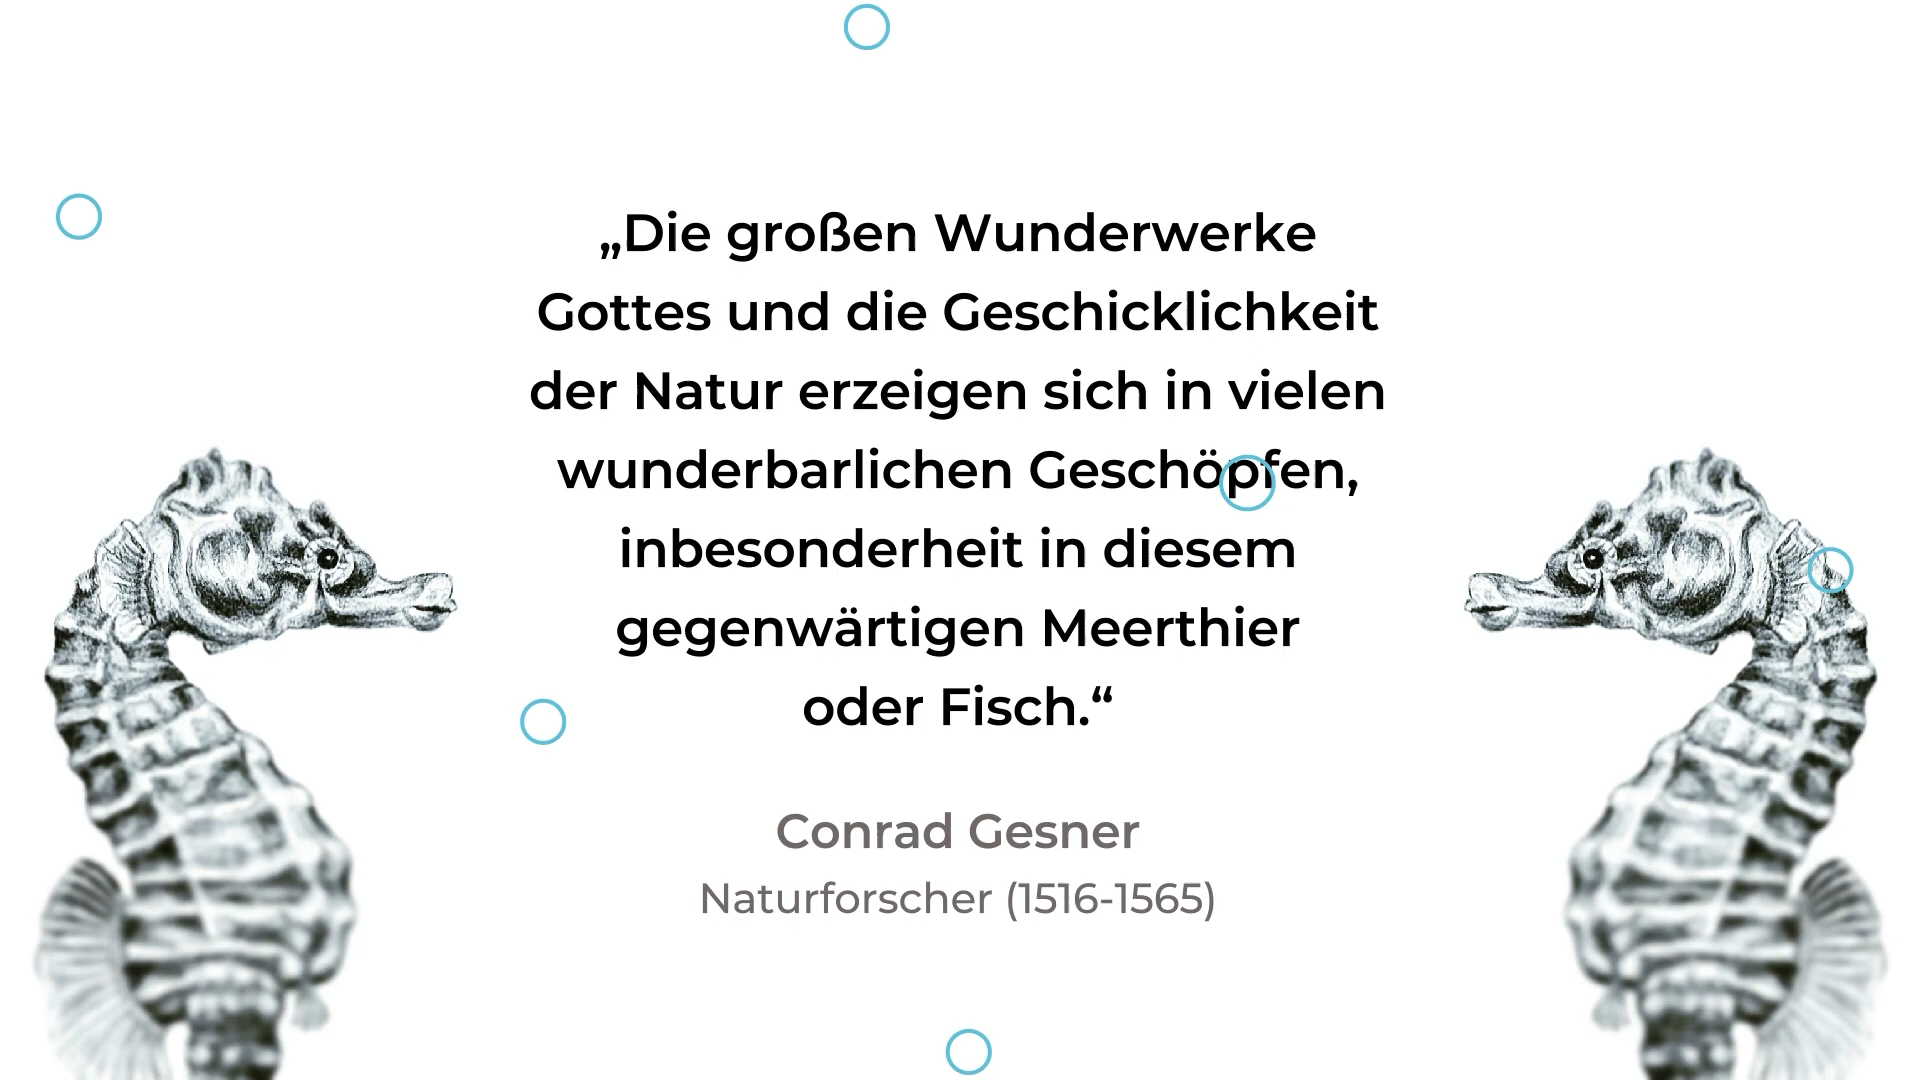 „Die großen Wunderwerke
Gottes und die Geschicklichkeit
der Natur erzeigen sich in vielen
wunderbarlichen Geschöpfen,
inbesonderheit in diesem
gegenwärtigen Meerthier
oder Fisch.“
Conrad Gesner
Naturforscher (1516-1565)